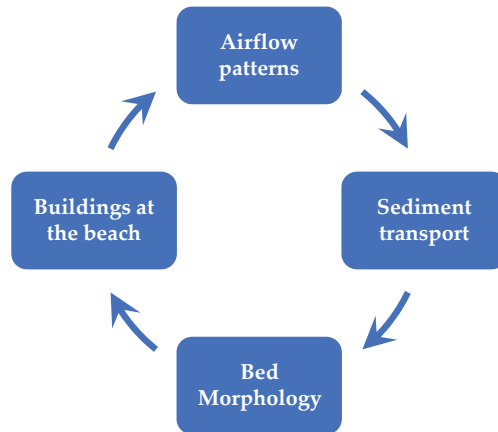 Airflow
patterns
Buildings at
the beach
Sediment
transport
Bed
Morphology